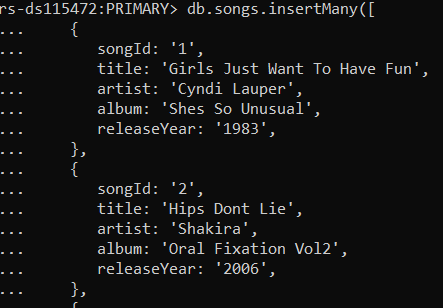 rs-ds115472:PRIMARY> db.songs.insertMany([
...     {
...        songId: '1',
...        title: 'Girls Just Want To Have Fun',
...        artist: 'Cyndi Lauper',
...        album: 'Shes So Unusual',
...        releaseYear: '1983',
...     },
...     {
...        songId: '2',
...        title: 'Hips Dont Lie',
...        artist: 'Shakira',
...        album: 'Oral Fixation Vol2',
...        releaseYear: '2006',
...     },
...     {